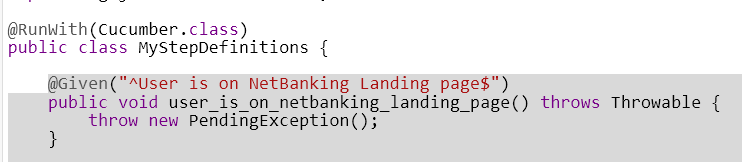 @RunWith(Cucumber.class)
public class MyStepDefinitions {
@Given("^User is on NetBanking Landing page$")
public void user_is_on_netbanking_landing_page() throws Throwable {
throw new PendingException();
}